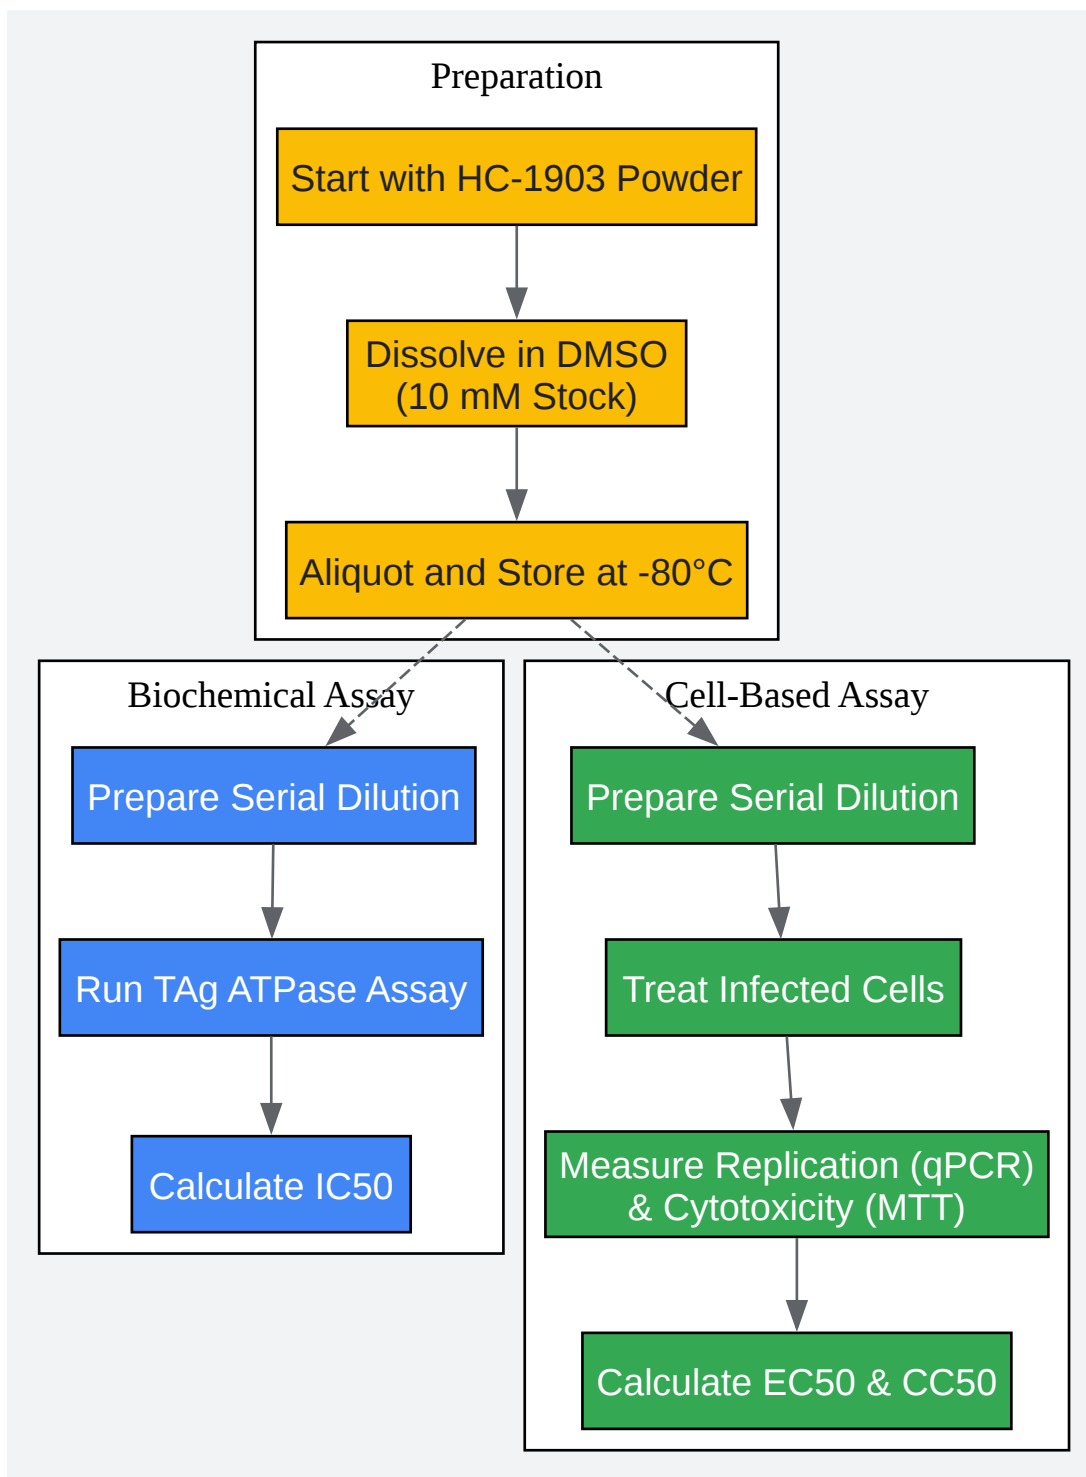 Preparation
Start with HC-1903 Powder
Dissolve in DMSO
(10 mM Stock)
Aliquot and Store at -80°C
Biochemical Assay
Prepare Serial Dilution
Run TAg ATPase Assay
Calculate IC50
Cell-Based Assay
Prepare Serial Dilution
Treat Infected Cells
Measure Replication (qPCR)
& Cytotoxicity (MTT)
Calculate EC50 & CC50